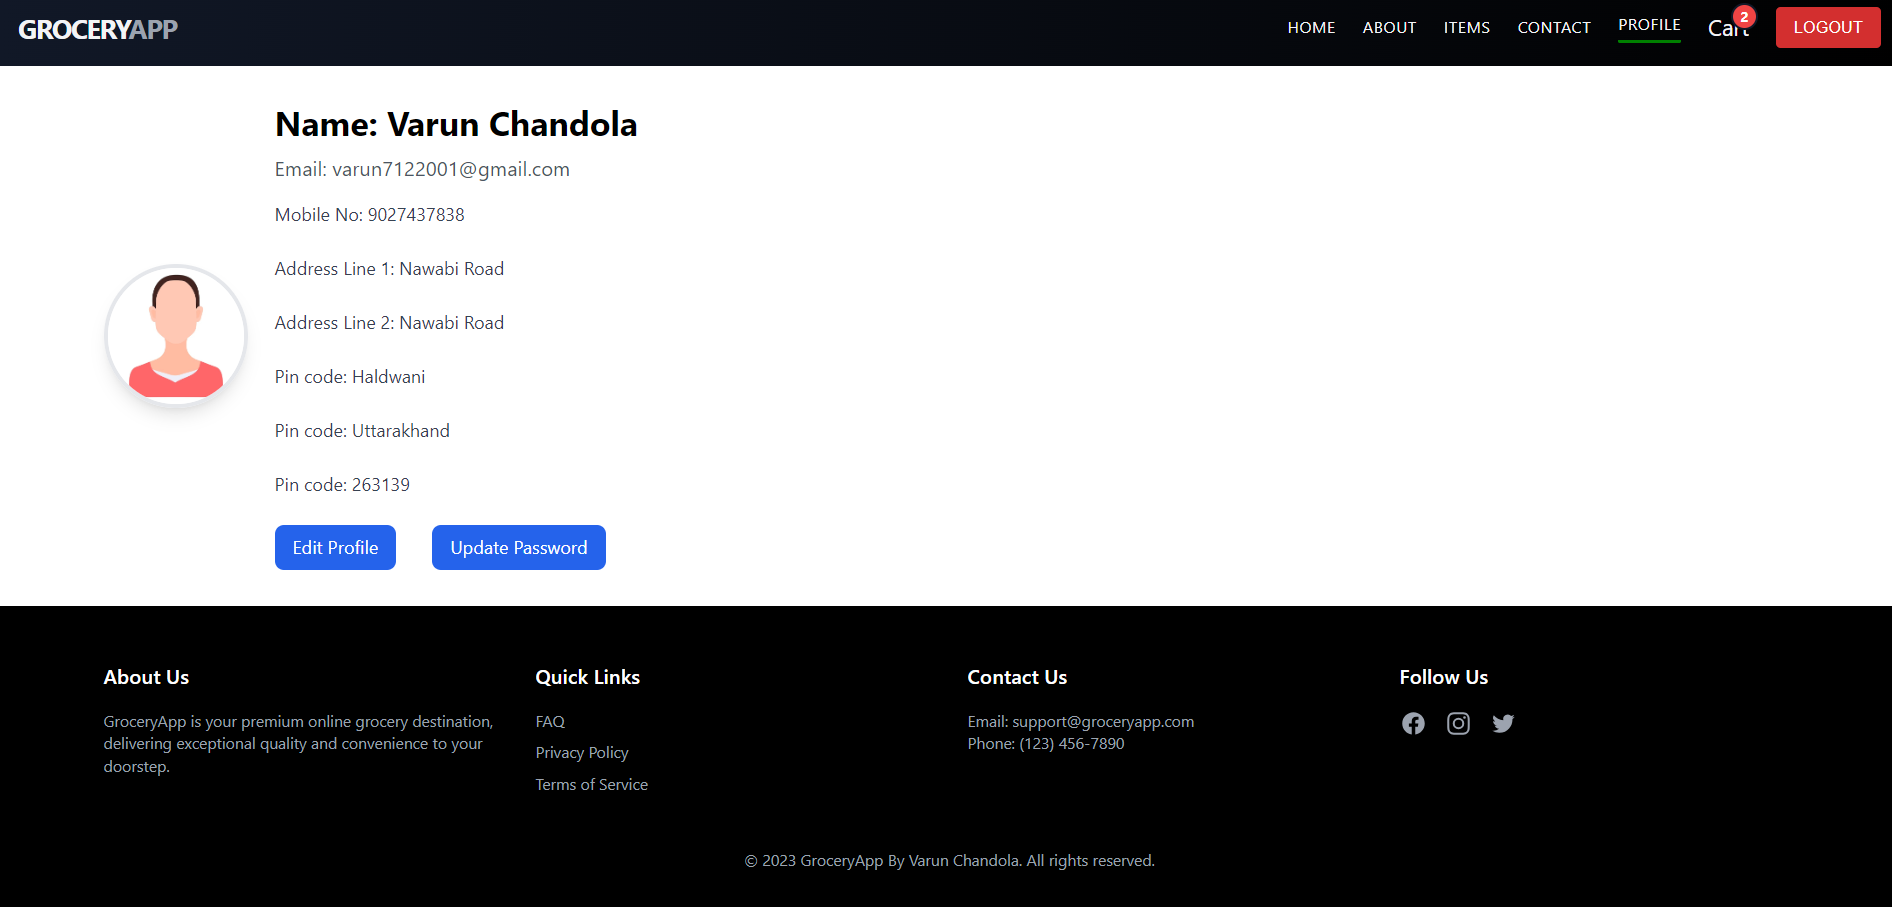 GROCERYAPP
HOME ABOUT ITEMS CONTACT PROFILE Cart 2 LOGOUT
Name: Varun Chandola
Email: varun7122001@gmail.com
Mobile No: 9027437838
Address Line 1: Nawabi Road
Address Line 2: Nawabi Road
Pin code: Haldwani
Pin code: Uttarakhand
Pin code: 263139
Edit Profile Update Password
About Us
GroceryApp is your premium online grocery destination,
delivering exceptional quality and convenience to your
doorstep.
Quick Links
FAQ
Privacy Policy
Terms of Service
Contact Us
Email: support@groceryapp.com
Phone: (123) 456-7890
Follow Us
© 2023 GroceryApp By Varun Chandola. All rights reserved.